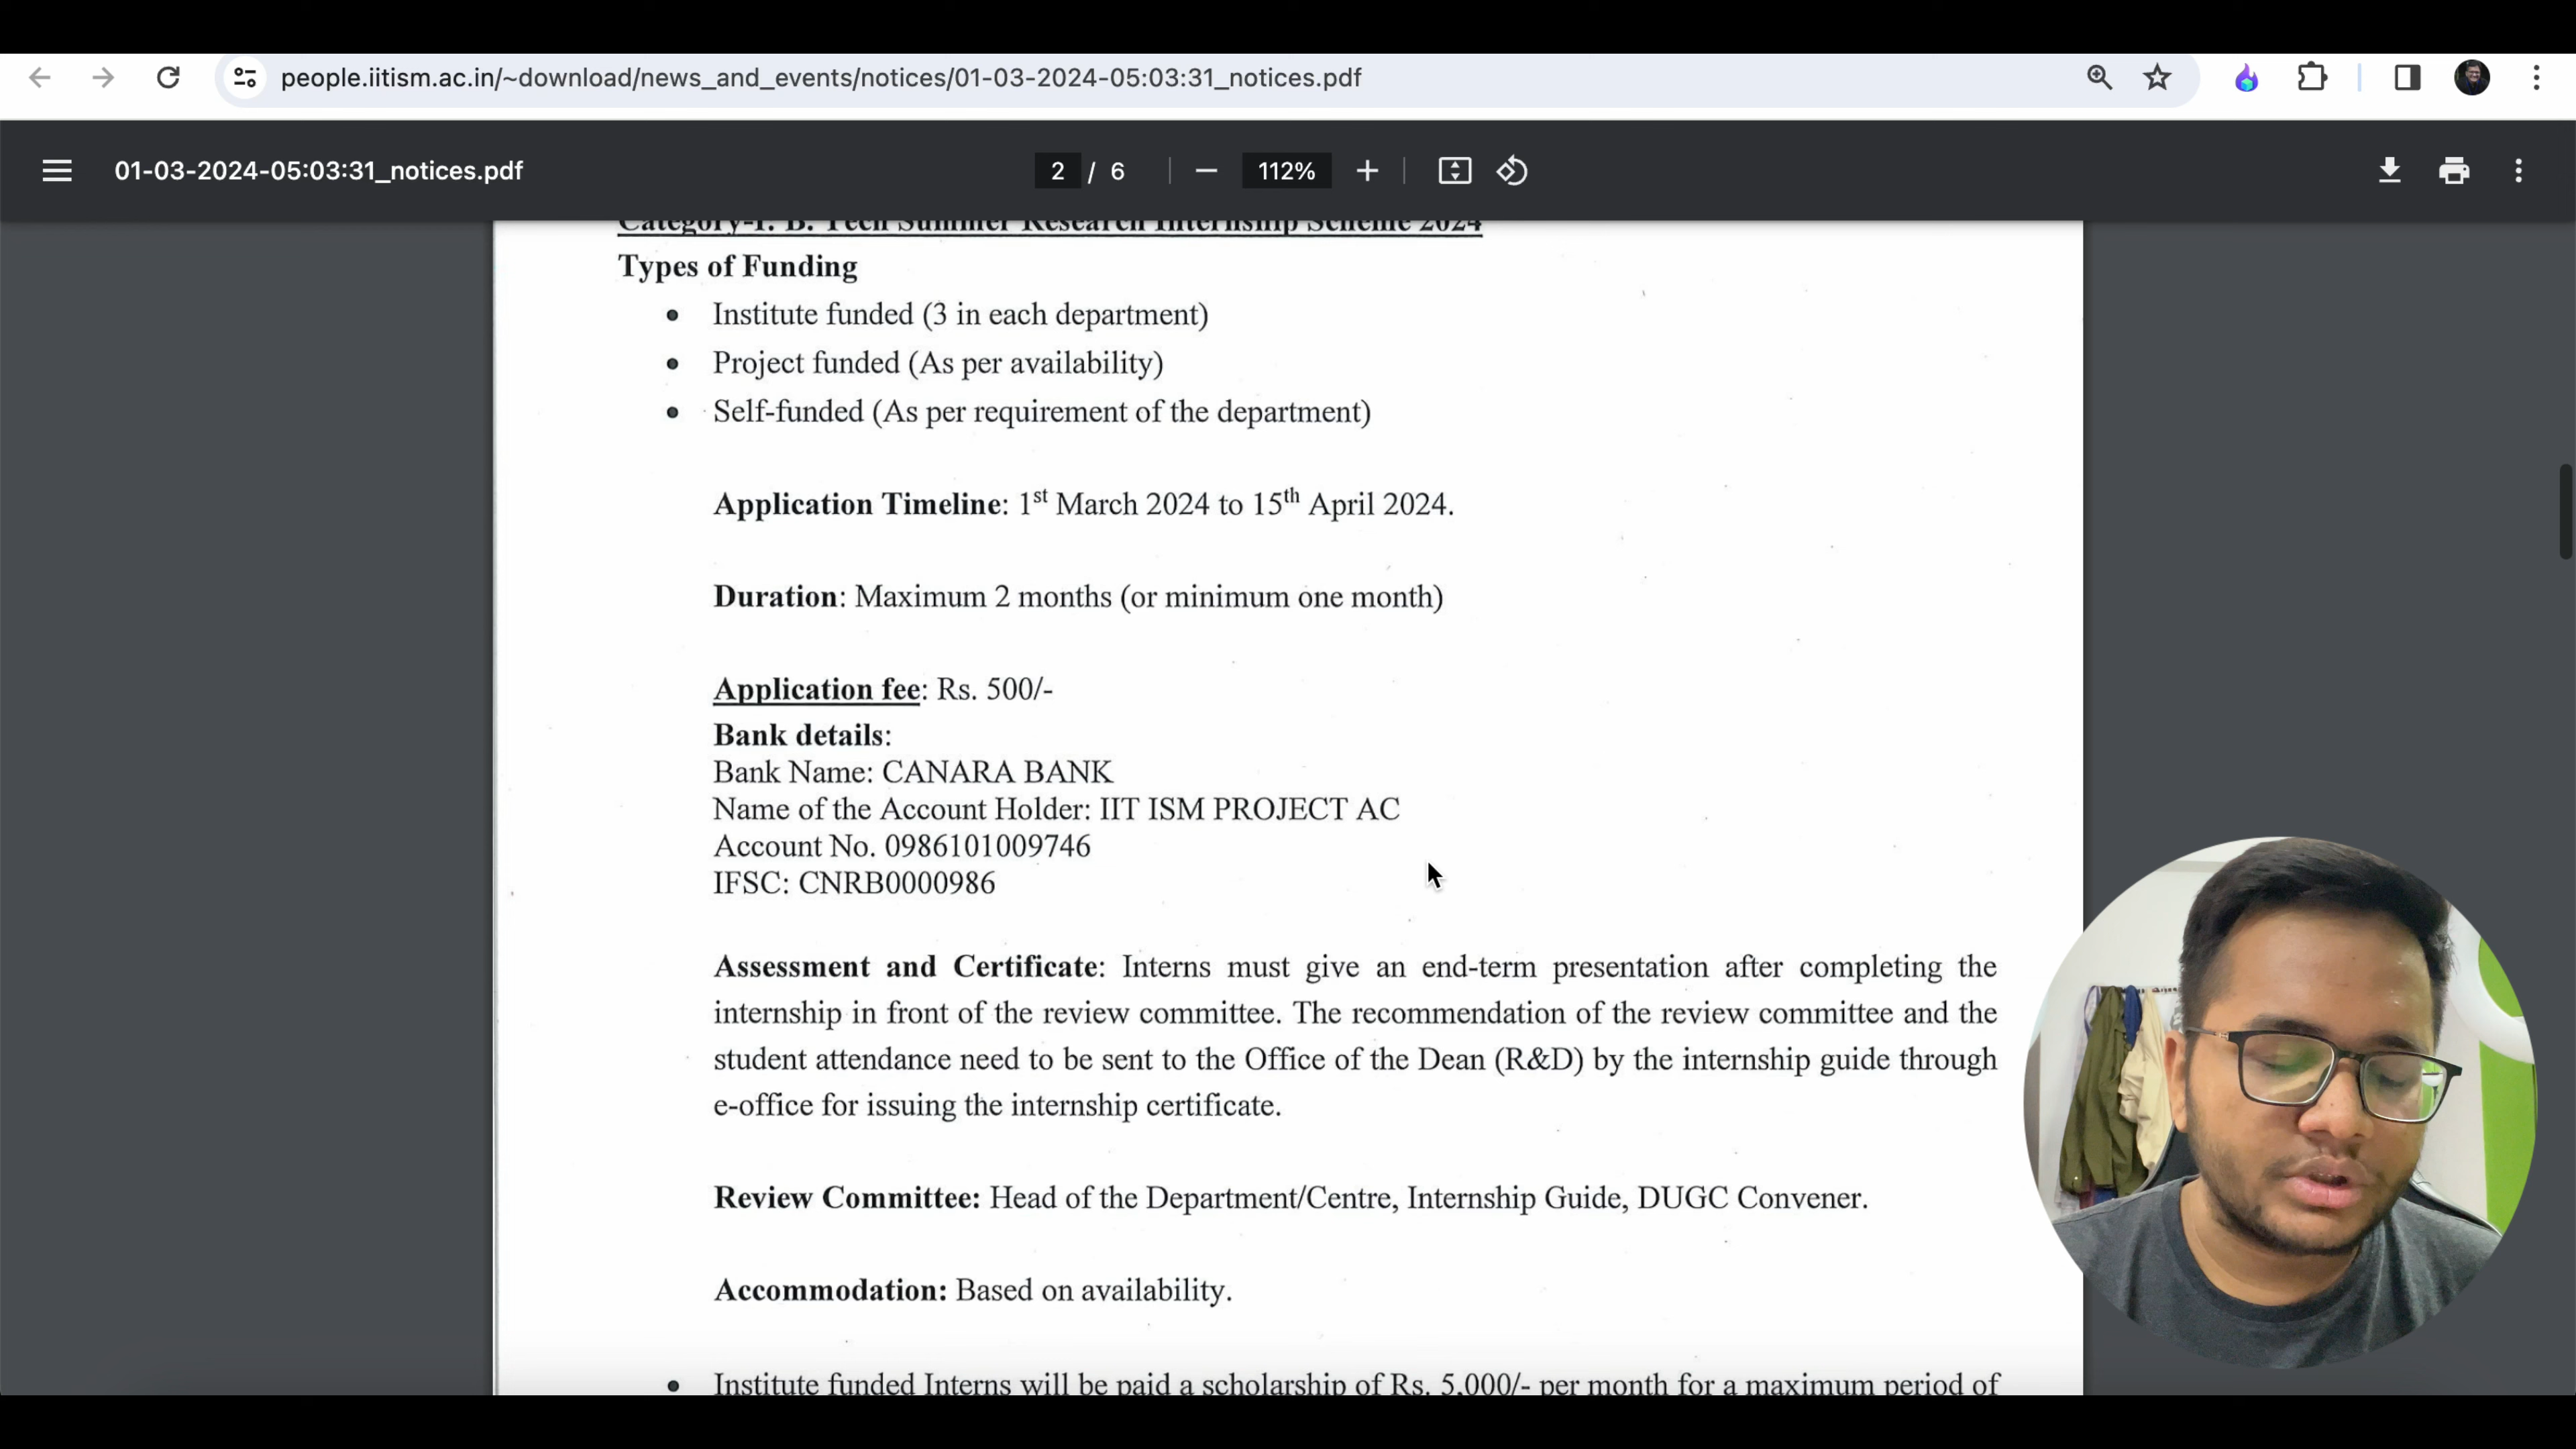 people.iitism.ac.in/~download/news_and_events/notices/01-03-2024-05:03:31_notices.pdf
01-03-2024-05:03:31_notices.pdf
2 / 6
112%
Category-I: B. Tech Summer Research Internship Scheme 2024
Types of Funding
• Institute funded (3 in each department)
• Project funded (As per availability)
• Self-funded (As per requirement of the department)
Application Timeline: 1st March 2024 to 15th April 2024.
Duration: Maximum 2 months (or minimum one month)
Application fee: Rs. 500/-
Bank details:
Bank Name: CANARA BANK
Name of the Account Holder: IIT ISM PROJECT AC
Account No. 0986101009746
IFSC: CNRB0000986
Assessment and Certificate: Interns must give an end-term presentation after completing the
internship in front of the review committee. The recommendation of the review committee and the
student attendance need to be sent to the Office of the Dean (R&D) by the internship guide through
e-office for issuing the internship certificate.
Review Committee: Head of the Department/Centre, Internship Guide, DUGC Convener.
Accommodation: Based on availability.
• Institute funded Interns will be paid a scholarship of Rs. 5,000/- per month for a maximum period of